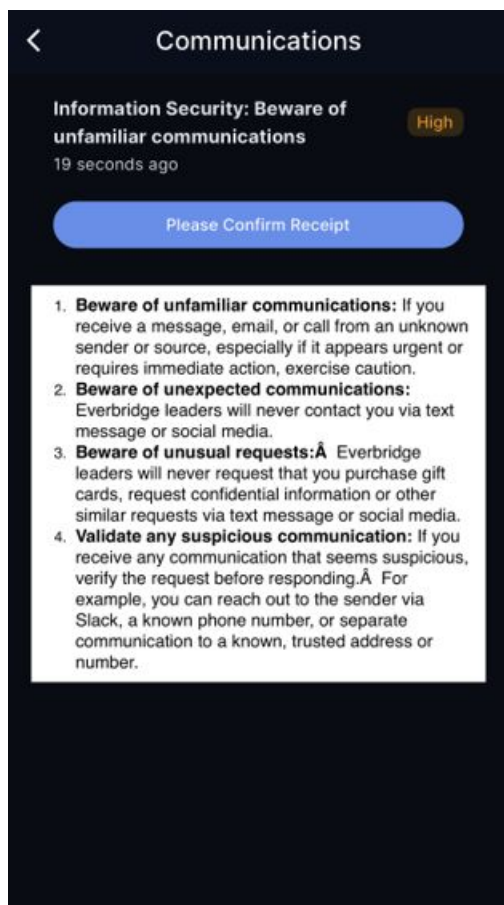 Communications
Information Security: Beware of
unfamiliar communications
High
19 seconds ago
Please Confirm Receipt
1. Beware of unfamiliar communications: If you
receive a message, email, or call from an unknown
sender or source, especially if it appears urgent or
requires immediate action, exercise caution.
2. Beware of unexpected communications:
Everbridge leaders will never contact you via text
message or social media.
3. Beware of unusual requests:Â Everbridge
leaders will never request that you purchase gift
cards, request confidential information or other
similar requests via text message or social media.
4. Validate any suspicious communication: If you
receive any communication that seems suspicious,
verify the request before responding.Â For
example, you can reach out to the sender via
Slack, a known phone number, or separate
communication to a known, trusted address or
number.